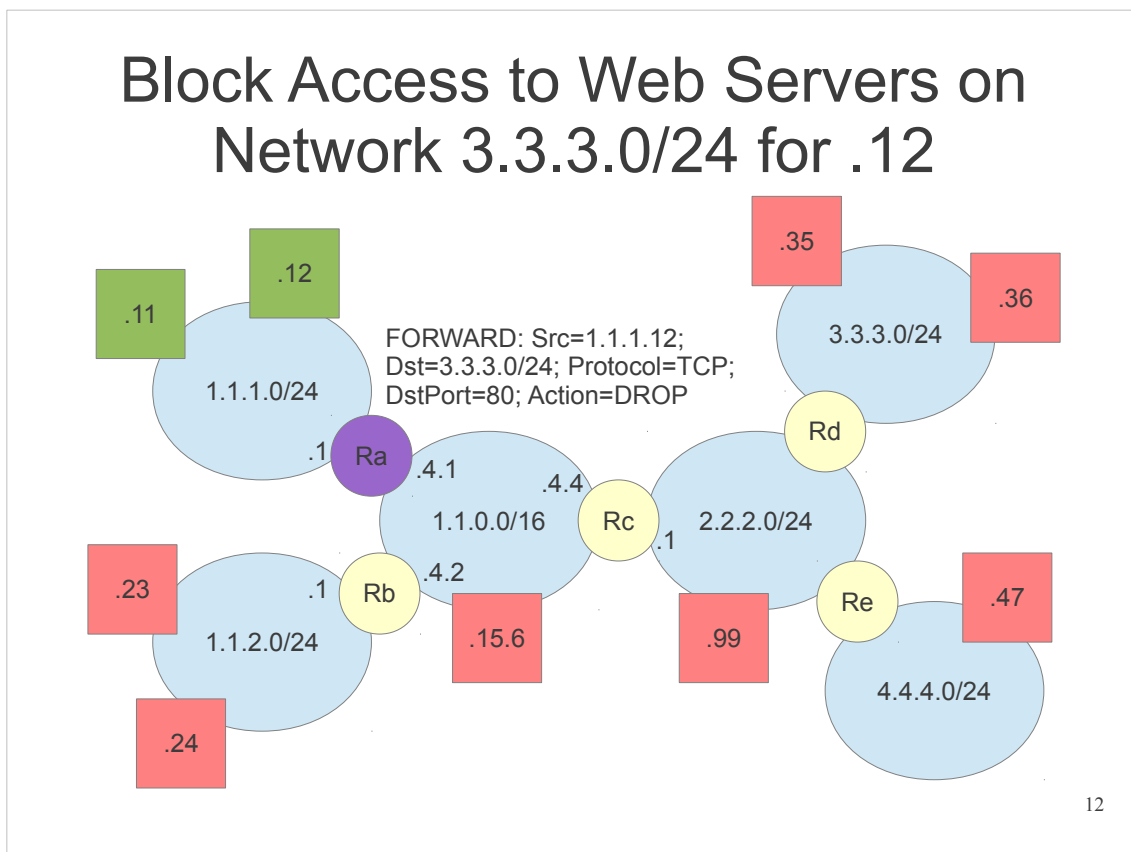 Block Access to Web Servers on
Network 3.3.3.0/24 for .12
.12
.11
1.1.1.0/24
.1
Ra
FORWARD: Src=1.1.1.12;
Dst=3.3.3.0/24; Protocol=TCP;
DstPort=80; Action=DROP
.35
.36
3.3.3.0/24
Rd
.4.1
.4.4
1.1.0.0/16
Rc
.1
2.2.2.0/24
.23
.1
Rb
.4.2
1.1.2.0/24
.24
.15.6
.99
Re
.47
4.4.4.0/24
12